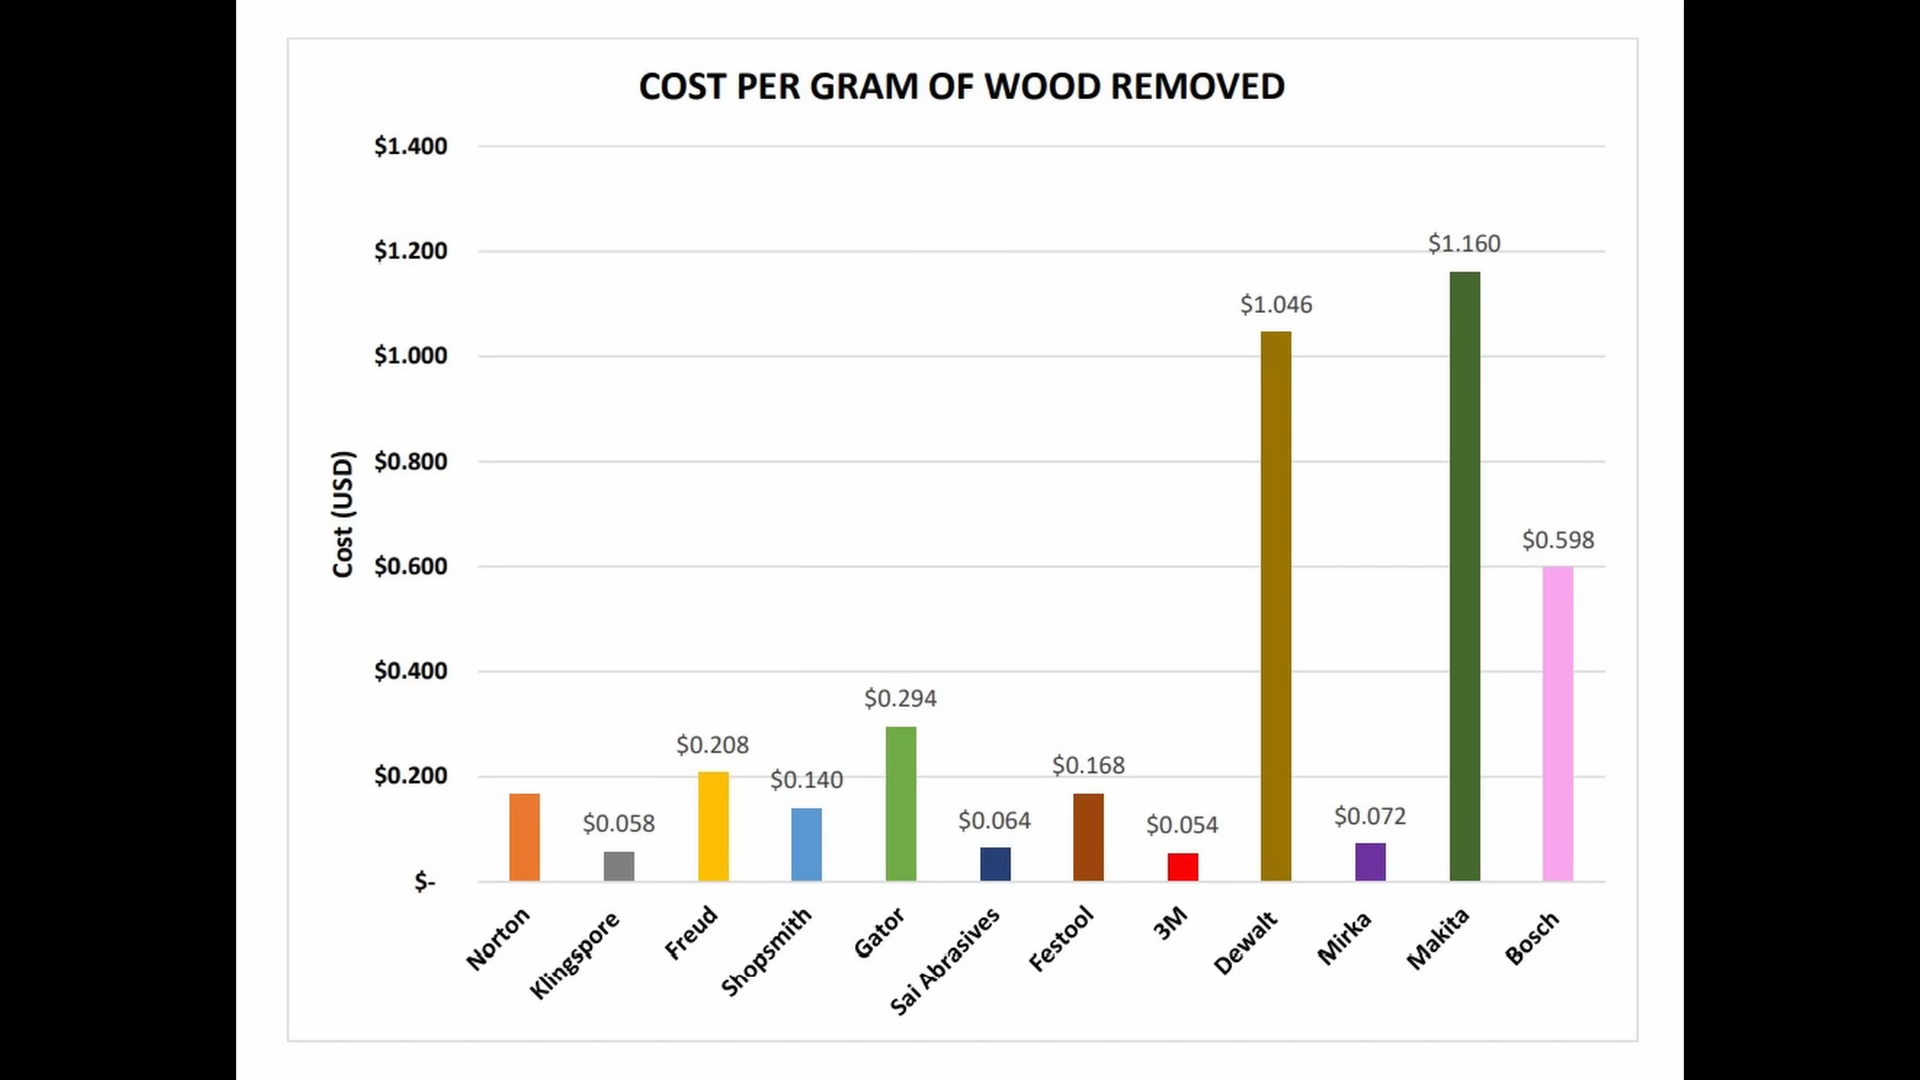 COST PER GRAM OF WOOD REMOVED
Cost (USD)
$1.400
$1.200
$1.000
$0.800
$0.600
$0.400
$0.200
$-
$0.058
$0.208
$0.140
$0.294
$0.064
$0.168
$0.054
$1.046
$0.072
$1.160
$0.598
Norton
Klingspore
Freud
Shopsmith
Gator
Sai Abrasives
Festool
3M
Dewalt
Mirka
Makita
Bosch